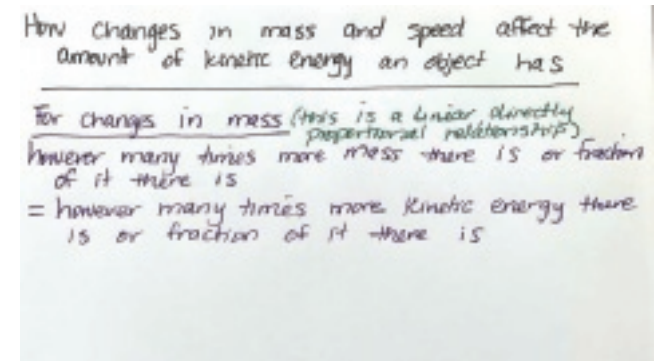 How changes in mass and speed affect the
amount of kinetic energy an object has
For changes in mass (this is a linear directly
proportional relationship)
however many times more mass there is or fraction
of it there is
= however many times more kinetic energy there
is or fraction of it there is